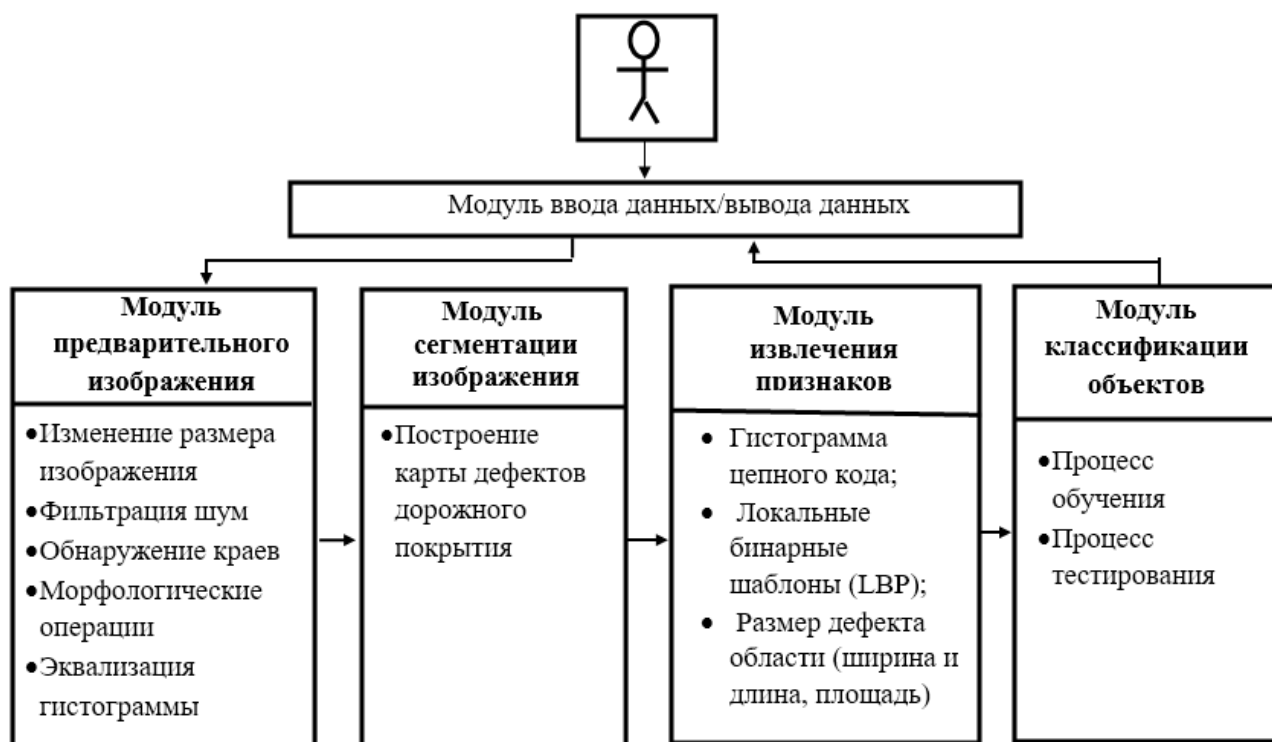 Модуль ввода данных/вывода данных
Модуль
предварительного
изображения
•Изменение размера
изображения
•Фильтрация шум
•Обнаружение краев
•Морфологические
операции
•Эквализация
гистограммы
Модуль
сегментации
изображения
•Построение
карты дефектов
дорожного
покрытия
Модуль
извлечения
признаков
• Гистограмма
цепного кода;
• Локальные
бинарные
шаблоны (LBP);
• Размер дефекта
области (ширина и
длина, площадь)
Модуль
классификации
объектов
•Процесс
обучения
•Процесс
тестирования